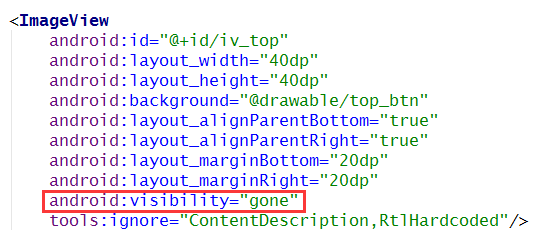 <ImageView
android:id="@+id/iv_top"
android:layout_width="40dp"
android:layout_height="40dp"
android:background="@drawable/top_btn"
android:layout_alignParentBottom="true"
android:layout_alignParentRight="true"
android:layout_marginBottom="20dp"
android:layout_marginRight="20dp"
android:visibility="gone"
tools:ignore="ContentDescription,RtlHardcoded"/>